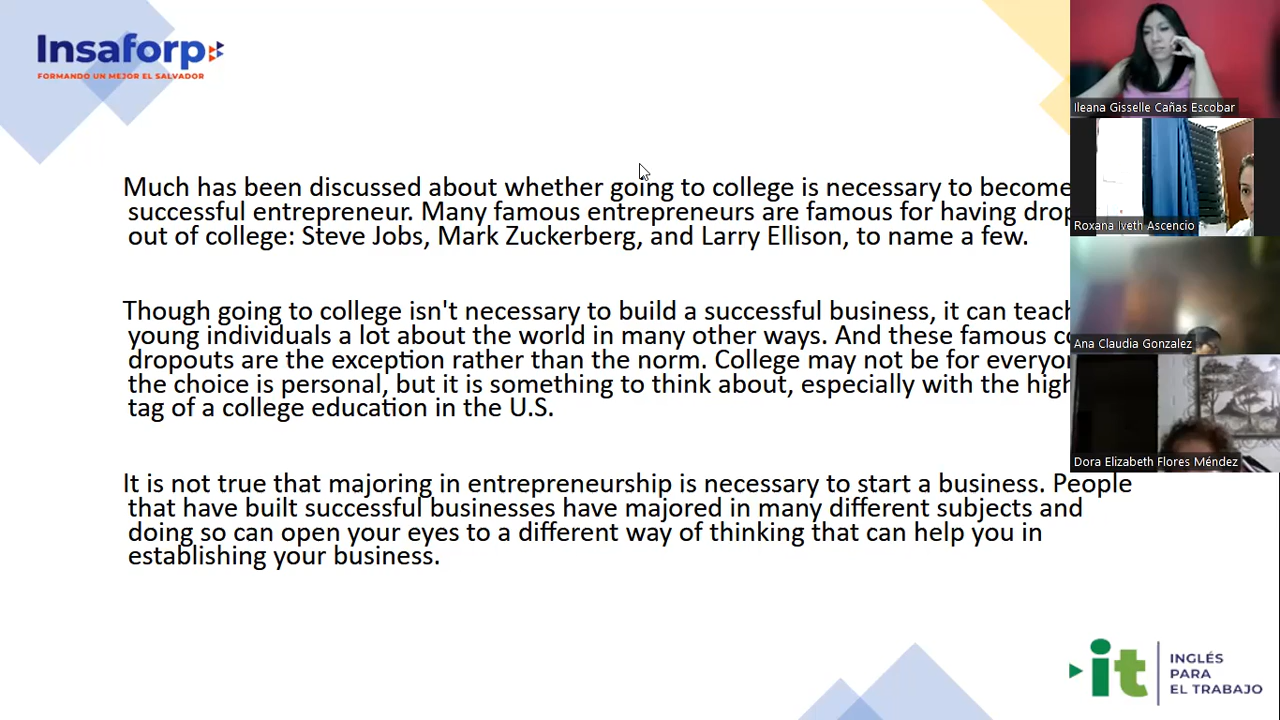 Insaforp
FORMANDO UN MEJOR EL SALVADOR
Much has been discussed about whether going to college is necessary to become
successful entrepreneur. Many famous entrepreneurs are famous for having
out of college: Steve Jobs, Mark Zuckerberg, and Larry Ellison, to name a few.
Though going to college isn't necessary to build a successful business, it can teach
young individuals a lot about the world in many other ways. And these famous
dropouts are the exception rather than the norm. College may not be for
the choice is personal, but it is something to think about, especially with the high
tag of a college education in the U.S.
It is not true that majoring in entrepreneurship is necessary to start a business. People
that have built successful businesses have majored in many different subjects and
doing so can open your eyes to a different way of thinking that can help you in
establishing your business.
Ileana Gisselle Cañas Escobar
Roxana Iveth Ascencio
Ana Claudia Gonzalez
Dora Elizabeth Flores Méndez
it
INGLÉS
PARA
EL TRABAJO